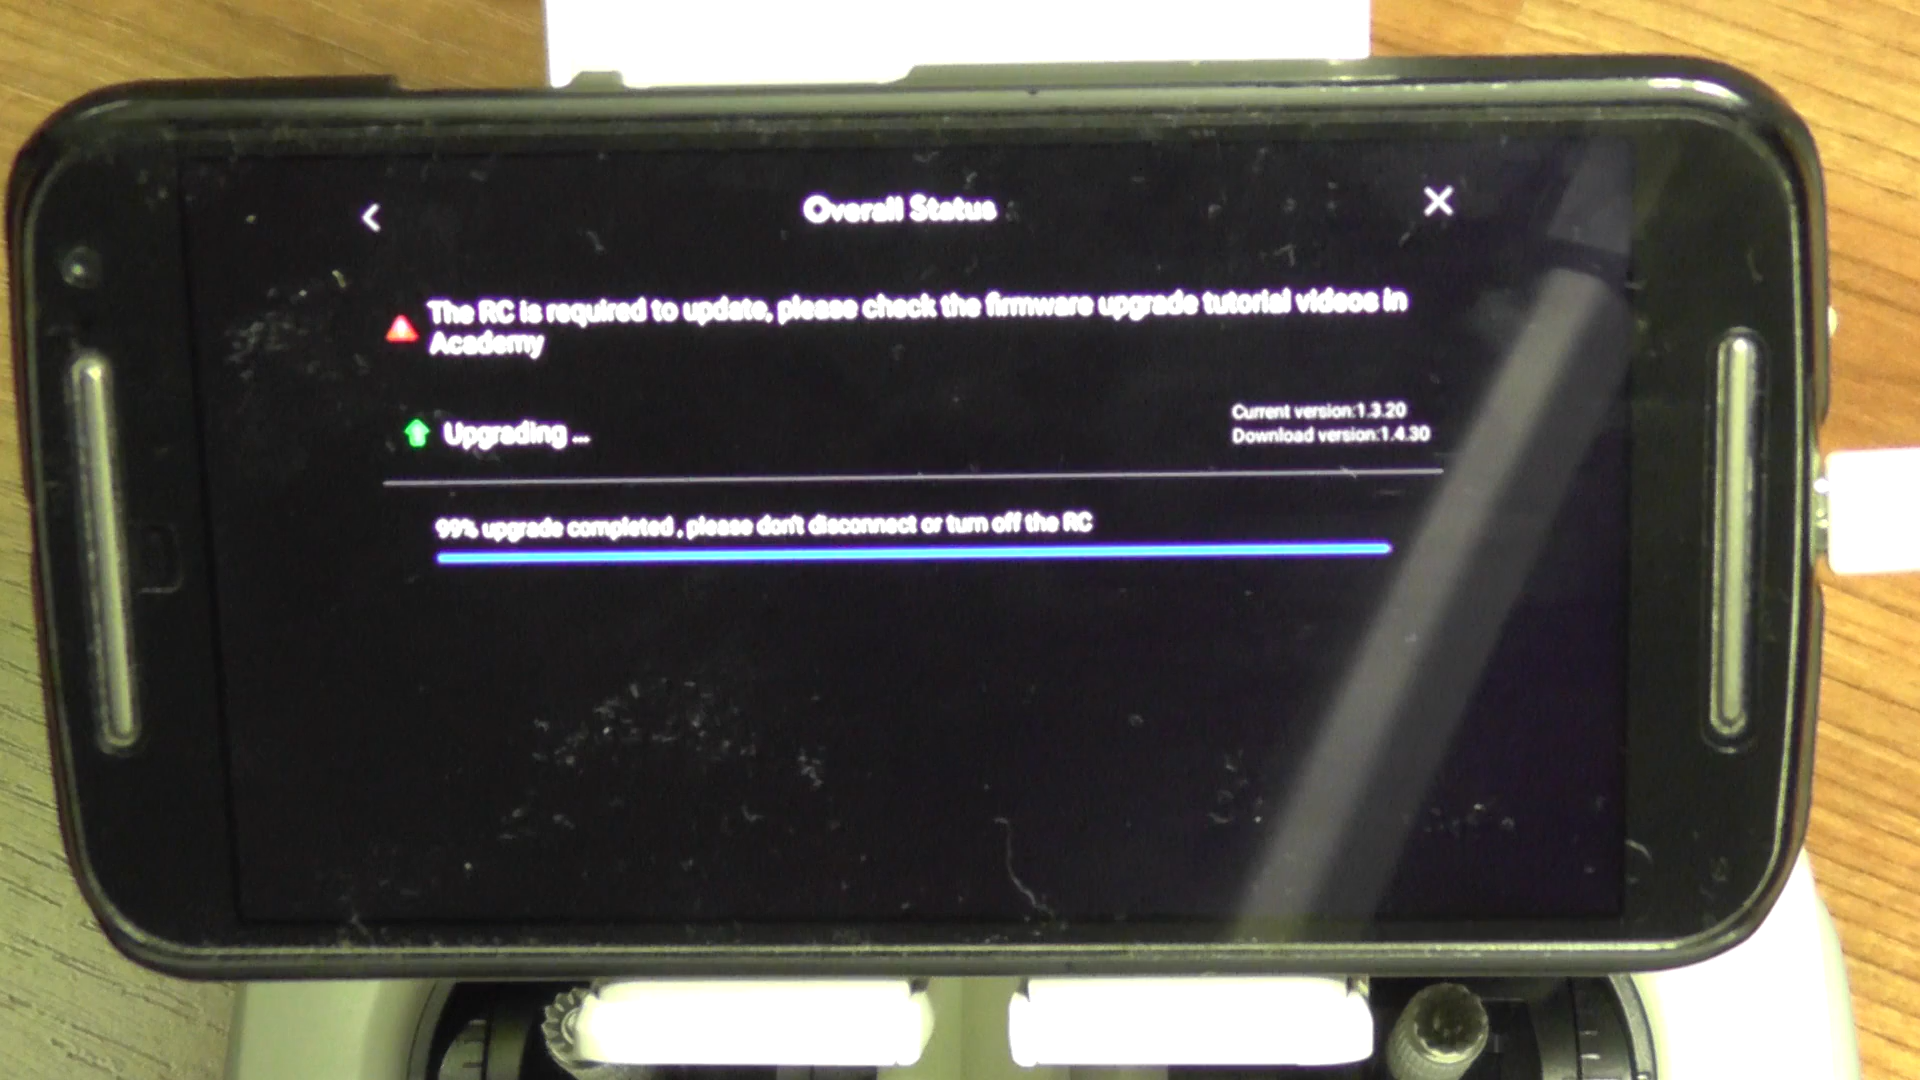 Overall Status
The RC is required to update, please check the firmware upgrade tutorial videos in
Academy
Upgrading ...
Current version:1.3.20
Download version:1.4.30
99% upgrade completed , please don't disconnect or turn off the RC